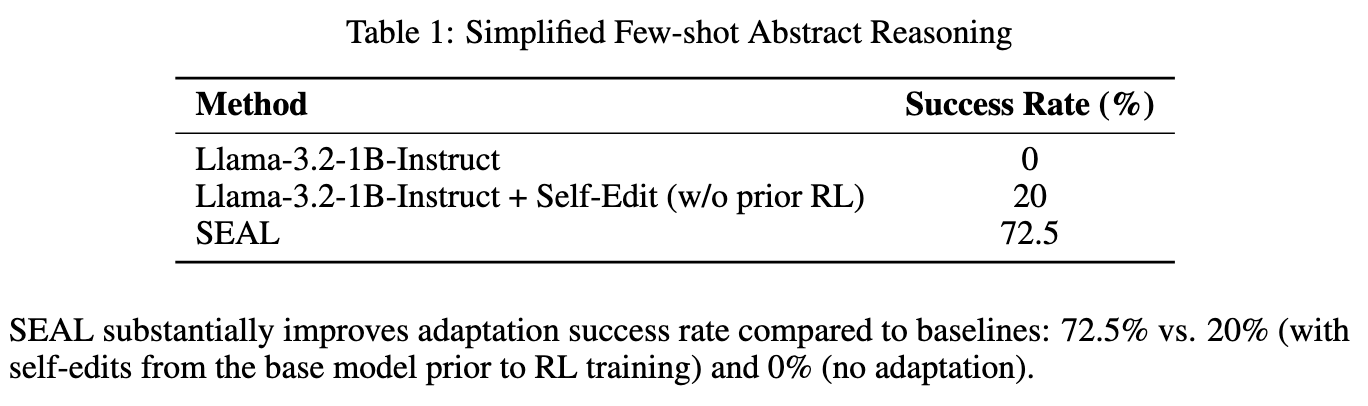 Table 1: Simplified Few-shot Abstract Reasoning
Method Success Rate (%)
Llama-3.2-1B-Instruct 0
Llama-3.2-1B-Instruct + Self-Edit (w/o prior RL) 20
SEAL 72.5
SEAL substantially improves adaptation success rate compared to baselines: 72.5% vs. 20% (with
self-edits from the base model prior to RL training) and 0% (no adaptation).